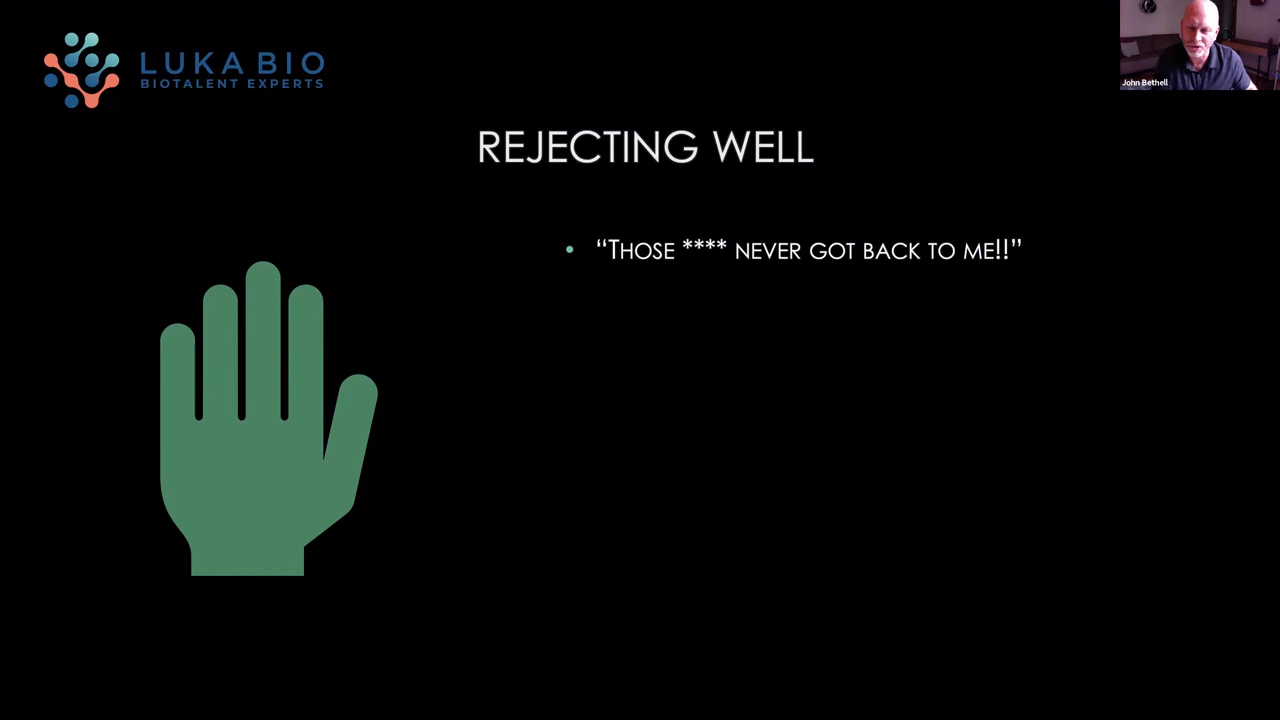 LUKA BIO
BIOTALENT EXPERTS
John Bethell
REJECTING WELL
• “THOSE **** NEVER GOT BACK TO ME!!”